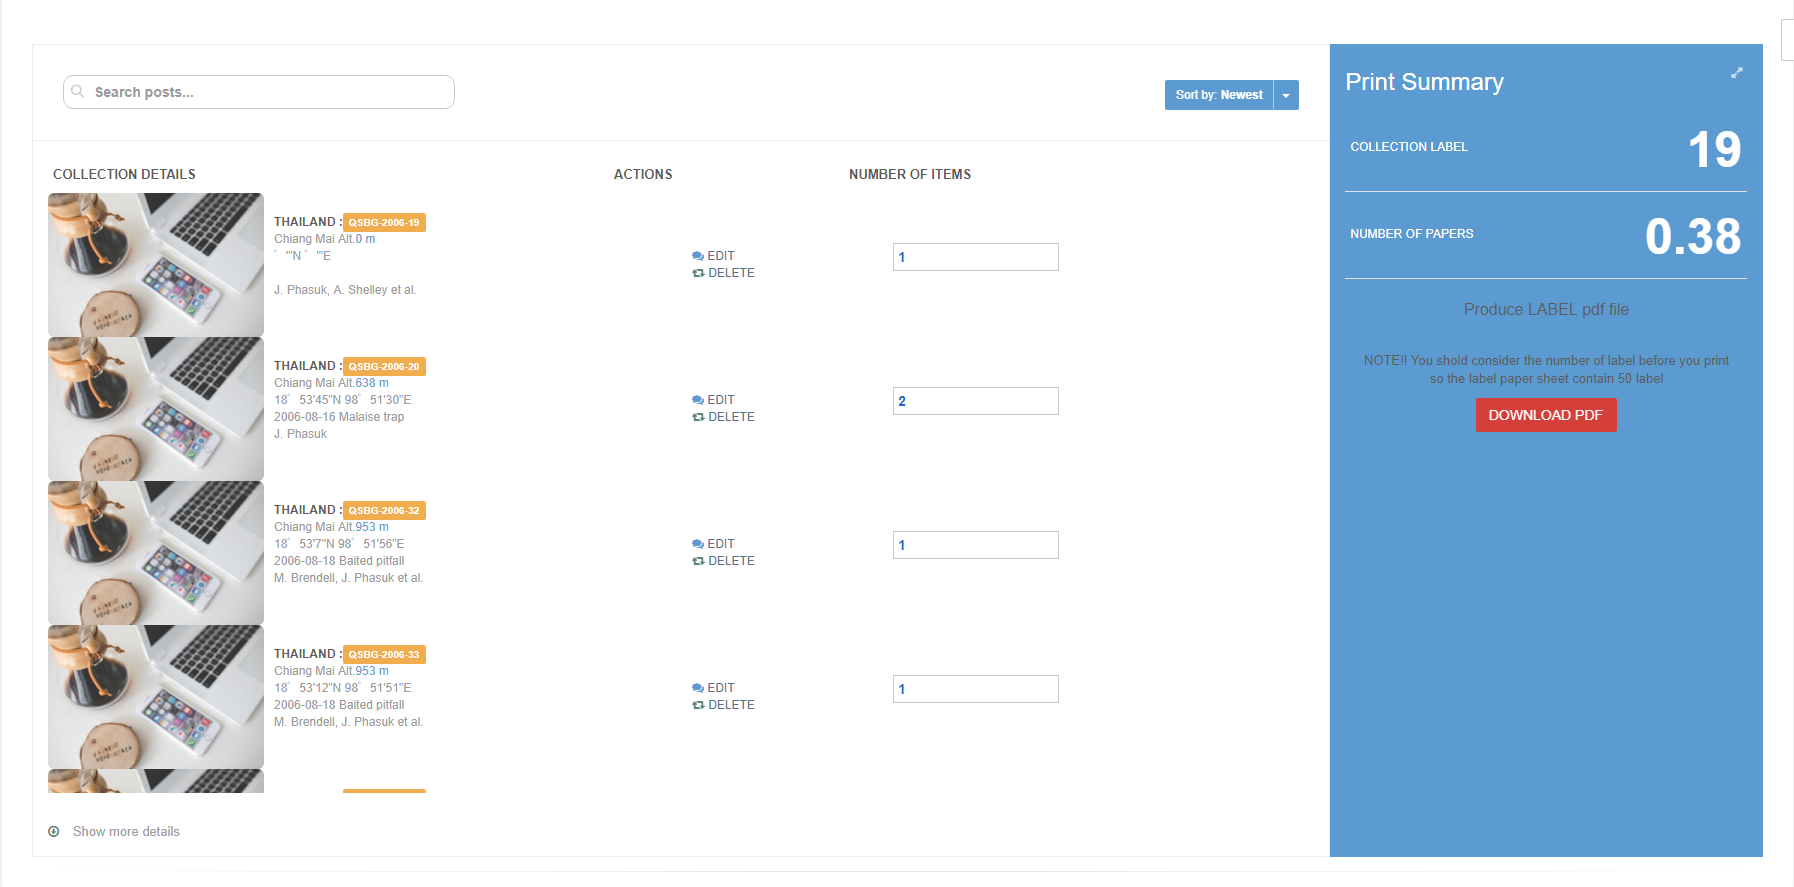 Search posts...
Sort by: Newest
COLLECTION DETAILS
ACTIONS
NUMBER OF ITEMS
THAILAND : QSBG-2006-19
Chiang Mai Alt.0 m
° '"N ° '"E
J. Phasuk, A. Shelley et al.
EDIT
DELETE
1
THAILAND : QSBG-2006-20
Chiang Mai Alt.638 m
18° 53'45"N 98° 51'30"E
2006-08-16 Malaise trap
J. Phasuk
EDIT
DELETE
2
THAILAND : QSBG-2006-32
Chiang Mai Alt.953 m
18° 53'7"N 98° 51'56"E
2006-08-18 Baited pitfall
M. Brendell, J. Phasuk et al.
EDIT
DELETE
1
THAILAND : QSBG-2006-33
Chiang Mai Alt.953 m
18° 53'12"N 98° 51'51"E
2006-08-18 Baited pitfall
M. Brendell, J. Phasuk et al.
EDIT
DELETE
1
Show more details
Print Summary
COLLECTION LABEL
19
NUMBER OF PAPERS
0.38
Produce LABEL pdf file
NOTE!! You shold consider the number of label before you print
so the label paper sheet contain 50 label
DOWNLOAD PDF